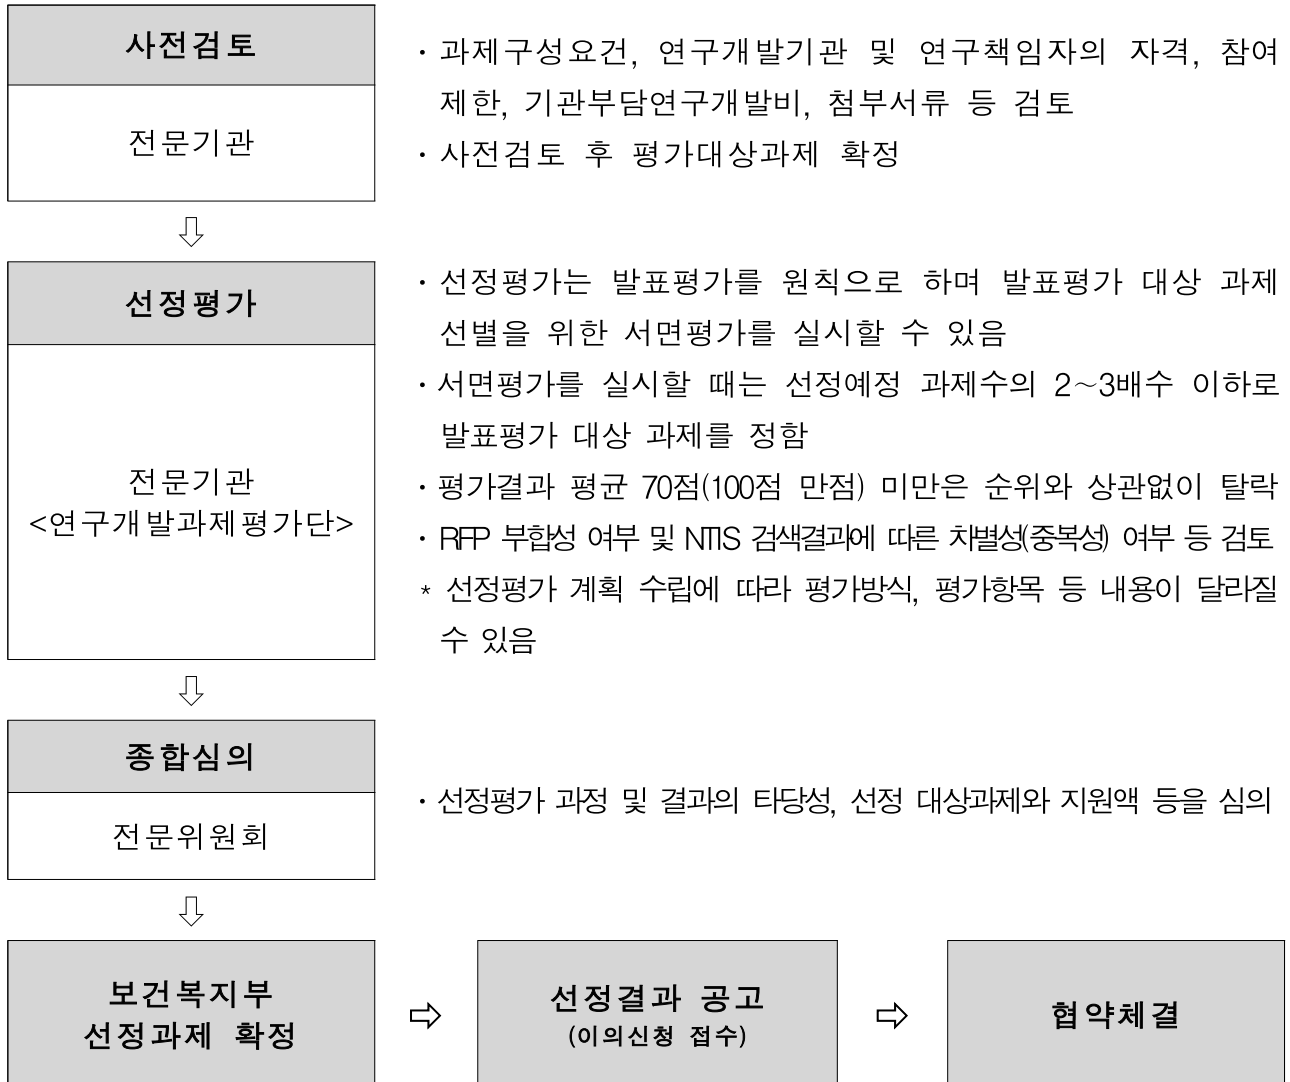 사전검토
전문기관
· 과제구성요건, 연구개발기관 및 연구책임자의 자격, 참여
제한, 기관부담연구개발비, 첨부서류 등 검토
· 사전검토 후 평가대상과제 확정
⇩
선정평가
전문기관
<연구개발과제평가단>
· 선정평가는 발표평가를 원칙으로 하며 발표평가 대상 과제
선별을 위한 서면평가를 실시할 수 있음
· 서면평가를 실시할 때는 선정예정 과제수의 2~3배수 이하로
발표평가 대상 과제를 정함
· 평가결과 평균 70점(100점 만점) 미만은 순위와 상관없이 탈락
· RFP 부합성 여부 및 NTIS 검색결과에 따른 차별성(중복성) 여부 등 검토
* 선정평가 계획 수립에 따라 평가방식, 평가항목 등 내용이 달라질
수 있음
⇩
종합심의
전문위원회
· 선정평가 과정 및 결과의 타당성, 선정 대상과제와 지원액 등을 심의
⇩
보건복지부
선정과제 확정
⇨
선정결과 공고
(이의신청 접수)
⇨
협약체결